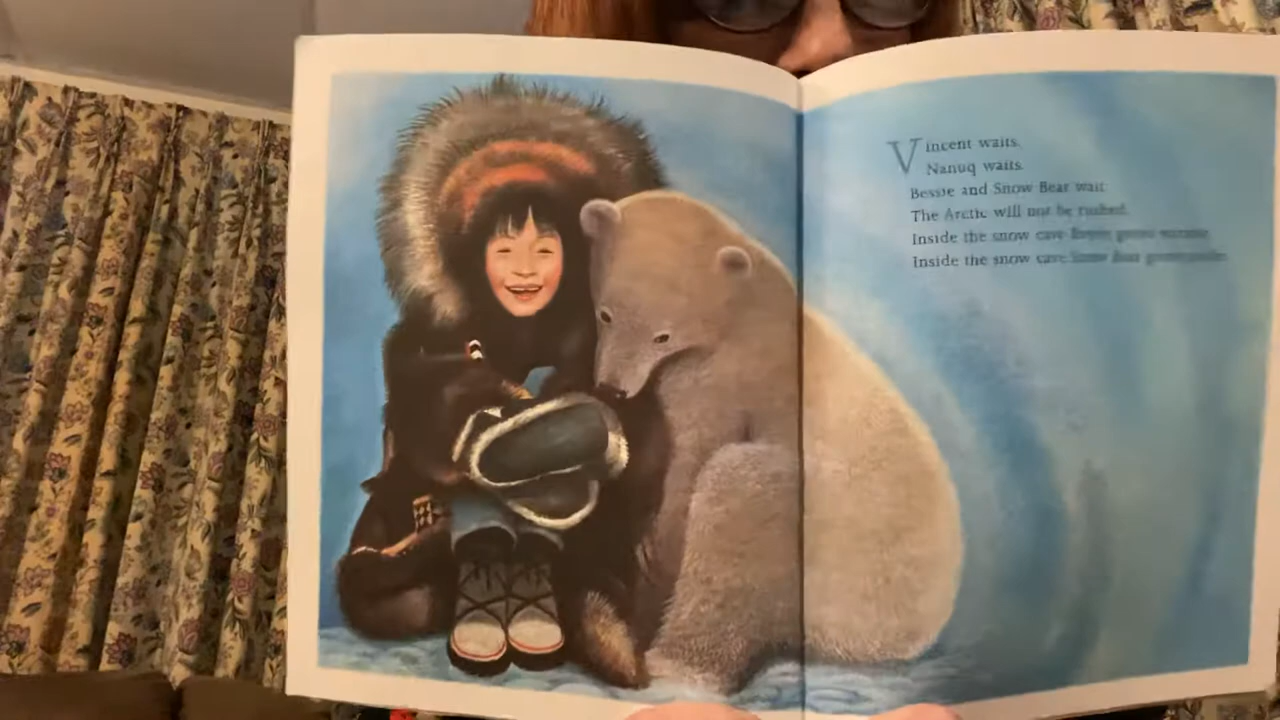 Vincent waits.
Nanuq waits.
Bessie and Snow Bear wait.
The Arctic will not be rushed.
Inside the snow cave
Inside the snow cave Snow Bear